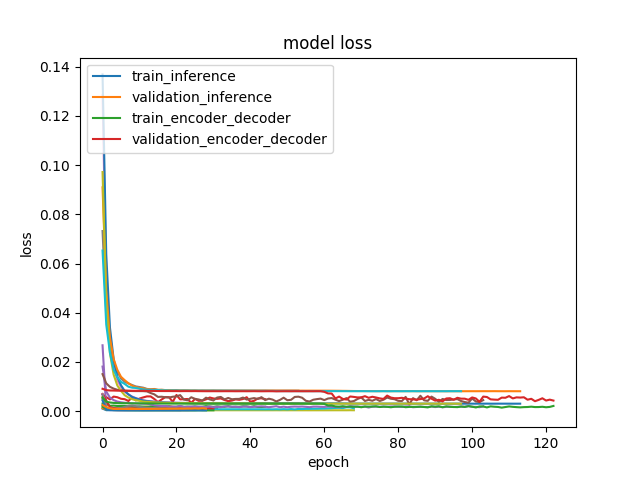 model loss
train_inference
validation_inference
train_encoder_decoder
validation_encoder_decoder
loss
0.14
0.12
0.10
0.08
0.06
0.04
0.02
0.00
0 20 40 60 80 100 120
epoch